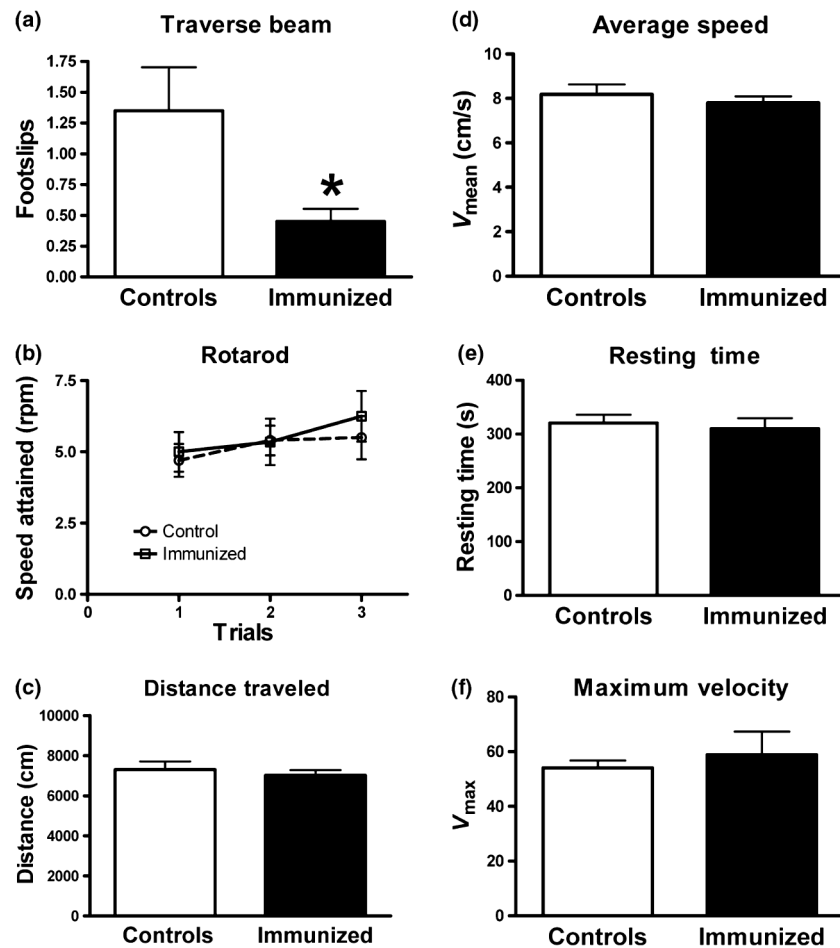 (a)
Traverse beam
Footslips
1.75
1.50
1.25
1.00
0.75
0.50
0.25
0.00
*
Controls Immunized
(b)
Rotarod
Speed attained (rpm)
7.5
5.0
2.5
0.0
Control
Immunized
0 1 2 3
Trials
(c)
Distance traveled
Distance (cm)
10000
8000
6000
4000
2000
0
Controls Immunized
(d)
Average speed
Vmean (cm/s)
10
8
6
4
2
0
Controls Immunized
(e)
Resting time
Resting time (s)
400
300
200
100
0
Controls Immunized
(f)
Maximum velocity
Vmax
80
60
40
20
0
Controls Immunized